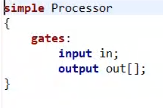 simple Processor
{
gates:
input in;
output out[];
}